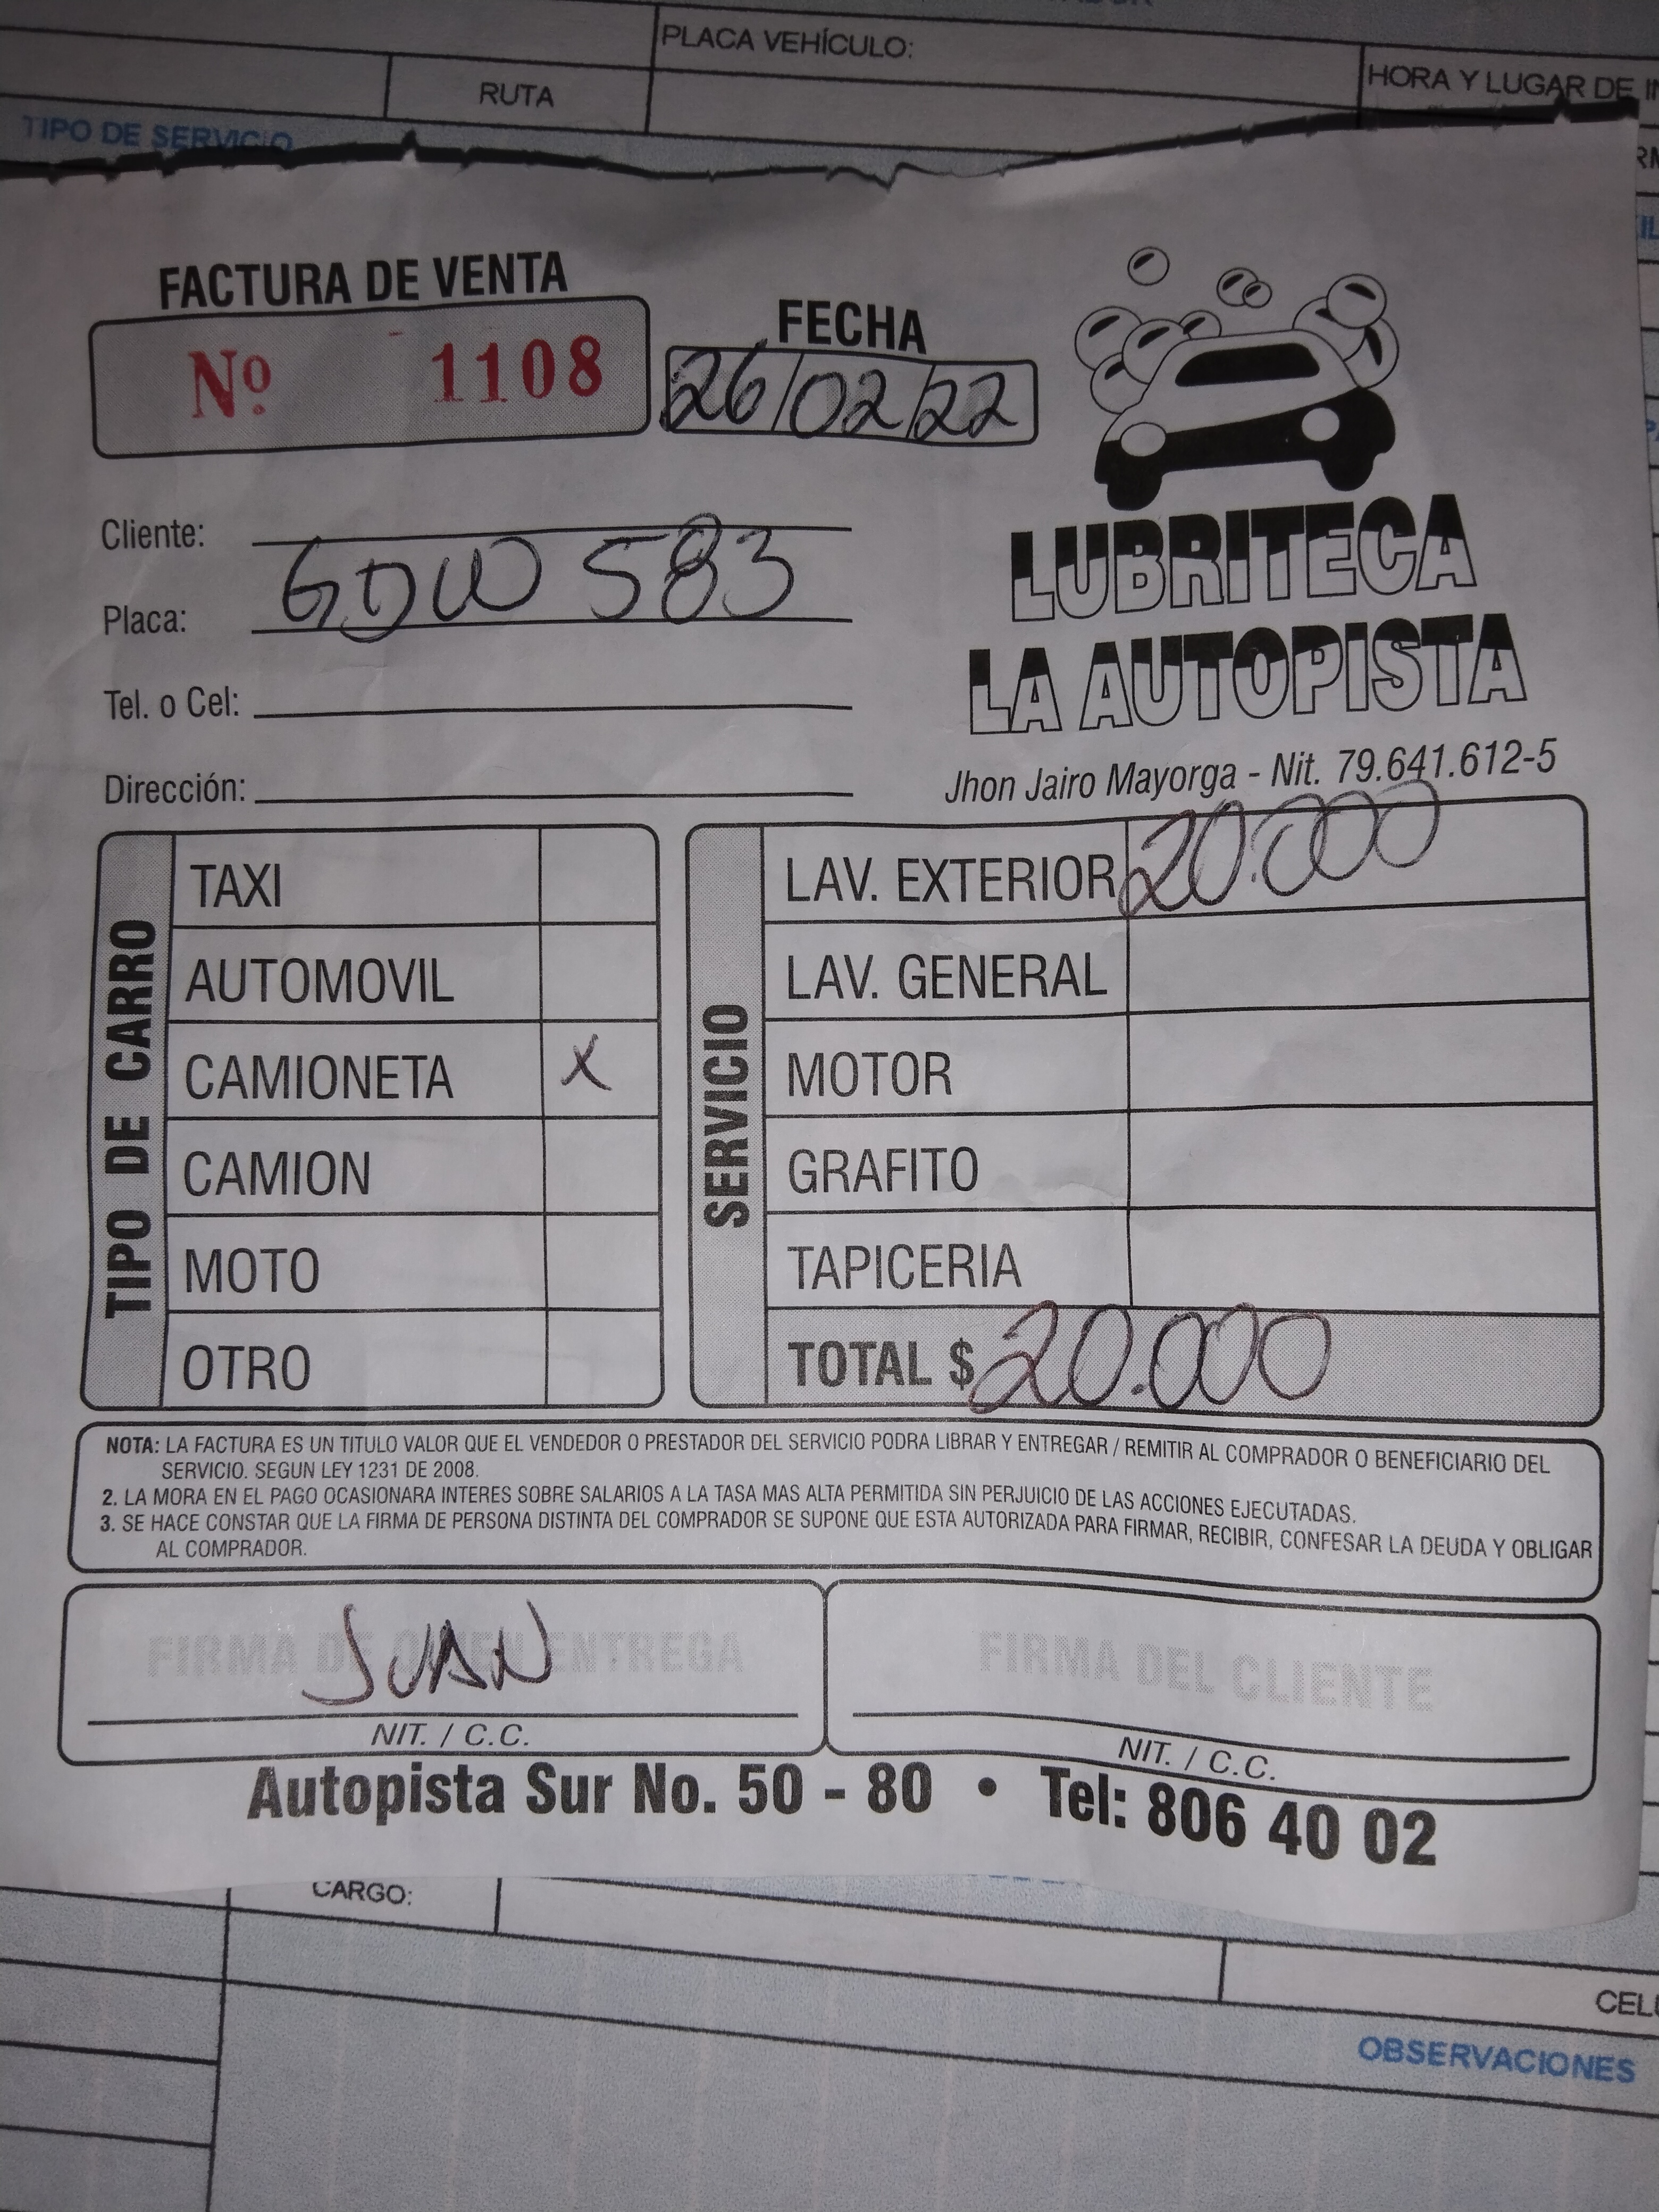 PLACA VEHÍCULO:
HORA Y LUGAR DE
RUTA
TIPO DE SERVICIO
FACTURA DE VENTA
Nº 1108
FECHA
26/02/22
LUBRITECA
LA AUTOPISTA
Jhon Jairo Mayorga - Nit. 79.641.612-5
Cliente:
Placa: GDW 583
Tel. o Cel:
Dirección:
TIPO DE CARRO
TAXI
AUTOMOVIL
CAMIONETA X
CAMION
MOTO
OTRO
SERVICIO
LAV. EXTERIOR 20.000
LAV. GENERAL
MOTOR
GRAFITO
TAPICERIA
TOTAL $ 20.000
NOTA: LA FACTURA ES UN TITULO VALOR QUE EL VENDEDOR O PRESTADOR DEL SERVICIO PODRA LIBRAR Y ENTREGAR / REMITIR AL COMPRADOR O BENEFICIARIO DEL
SERVICIO. SEGUN LEY 1231 DE 2008.
2. LA MORA EN EL PAGO OCASIONARA INTERES SOBRE SALARIOS A LA TASA MAS ALTA PERMITIDA SIN PERJUICIO DE LAS ACCIONES EJECUTADAS.
3. SE HACE CONSTAR QUE LA FIRMA DE PERSONA DISTINTA DEL COMPRADOR SE SUPONE QUE ESTA AUTORIZADA PARA FIRMAR, RECIBIR, CONFESAR LA DEUDA Y OBLIGAR
AL COMPRADOR.
FIRMA DE QUIEN ENTREGA
JUAN
NIT. / C.C.
FIRMA DEL CLIENTE
NIT. / C.C.
Autopista Sur No. 50 - 80 • Tel: 806 40 02
CARGO:
OBSERVACIONES